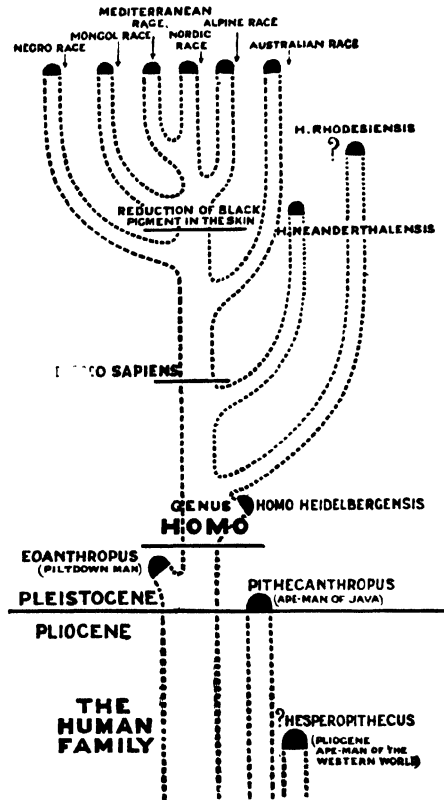 MEDITERRANEAN
RACE,
ALPINE RACE
MONGOL RACE
NORDIC
RACE
NEGRO RACE
AUSTRALIAN RACE
H. RHODESIENSIS
?
REDUCTION OF BLACK
PIGMENT IN THE SKIN
H. NEANDERTHALENSIS
SAPIENS
GENUS
HOMO
HOMO HEIDELBERGENSIS
EOANTHROPUS
(PILTDOWN MAN)
PITHECANTHROPUS
(APE-MAN OF JAVA)
PLEISTOCENE
PLIOCENE
THE
HUMAN
FAMILY
?HESPEROPITHECUS
(PLIOCENE
APE-MAN OF THE
WESTERN WORLD)